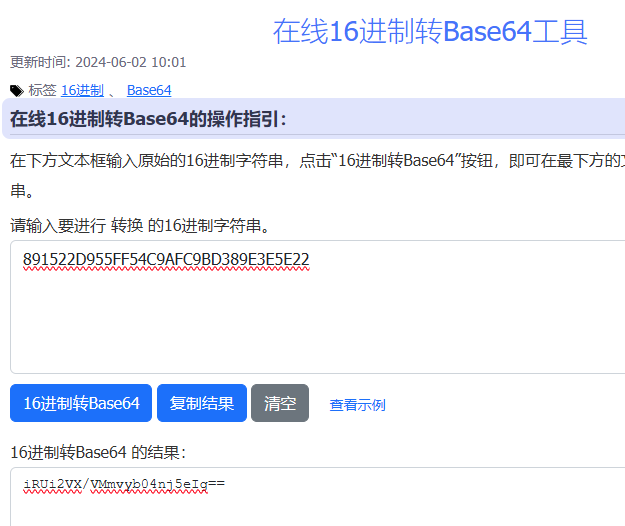 在线16进制转Base64工具
更新时间: 2024-06-02 10:01
标签 16进制 、 Base64
在线16进制转Base64的操作指引：
在下方文本框输入原始的16进制字符串，点击“16进制转Base64”按钮，即可在最下方的
串。
请输入要进行 转换 的16进制字符串。
891522D955FF54C9AFC9BD389E3E5E22
16进制转Base64 复制结果 清空 查看示例
16进制转Base64 的结果：
iRUi2VX/VMmvyb04nj5eIg==